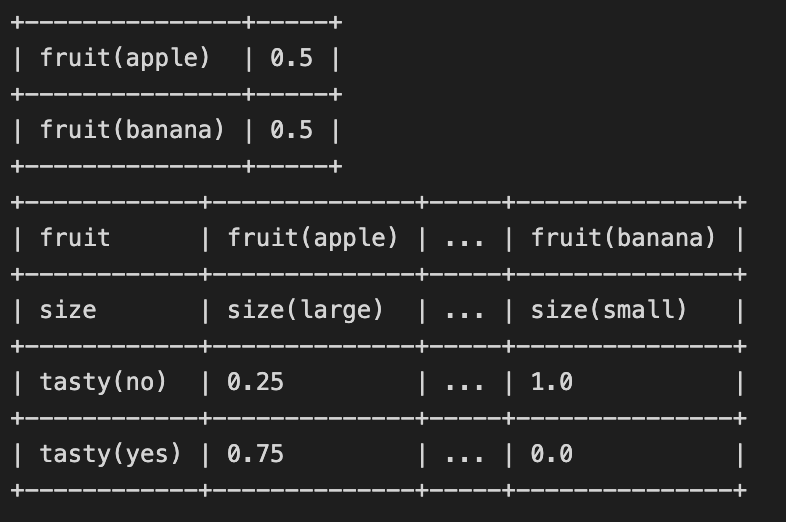 +---------------+-----+
| fruit(apple)  | 0.5 |
+---------------+-----+
| fruit(banana) | 0.5 |
+---------------+-----+
+------------+--------------+-----+---------------+
| fruit      | fruit(apple) | ... | fruit(banana) |
+------------+--------------+-----+---------------+
| size       | size(large)  | ... | size(small)   |
+------------+--------------+-----+---------------+
| tasty(no)  | 0.25         | ... | 1.0           |
+------------+--------------+-----+---------------+
| tasty(yes) | 0.75         | ... | 0.0           |
+------------+--------------+-----+---------------+